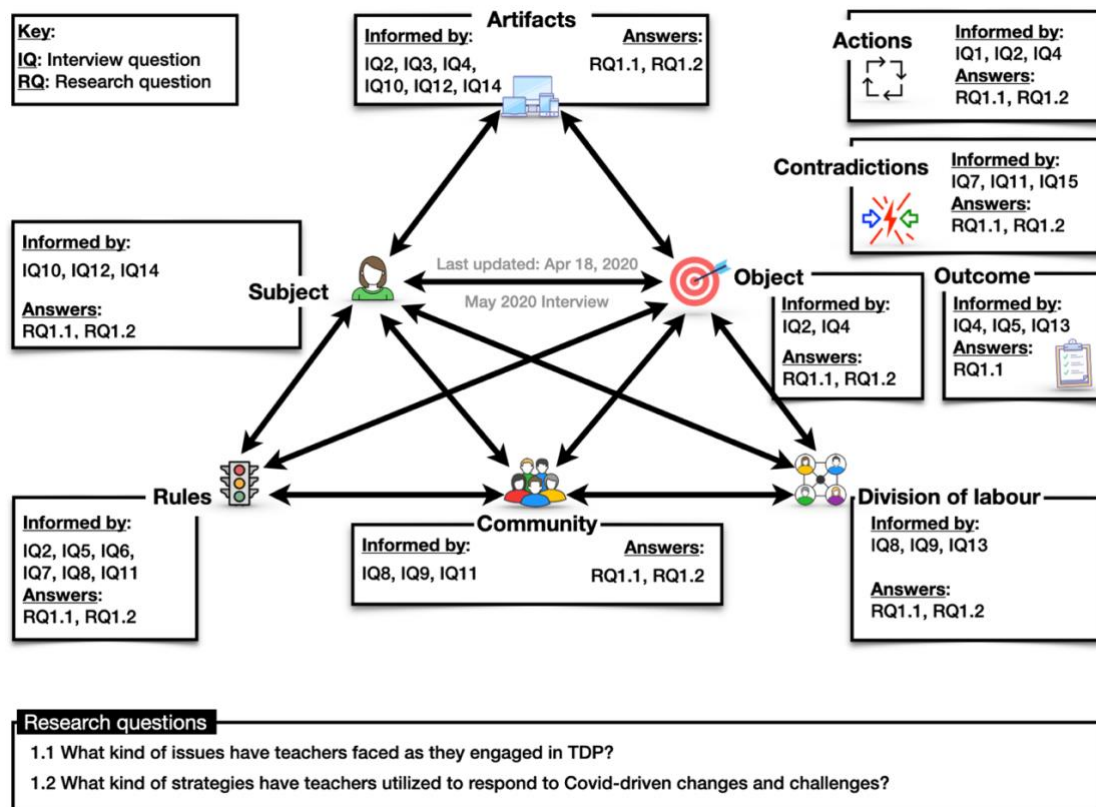 Key:
IQ: Interview question
RQ: Research question
Artifacts
Informed by:
IQ2, IQ3, IQ4,
IQ10, IQ12, IQ14
Answers:
RQ1.1, RQ1.2
Actions
Informed by:
IQ1, IQ2, IQ4
Answers:
RQ1.1, RQ1.2
Contradictions
Informed by:
IQ7, IQ11, IQ15
Answers:
RQ1.1, RQ1.2
Informed by:
IQ10, IQ12, IQ14
Answers:
RQ1.1, RQ1.2
Subject
Last updated: Apr 18, 2020
May 2020 Interview
Object
Informed by:
IQ2, IQ4
Answers:
RQ1.1, RQ1.2
Outcome
Informed by:
IQ4, IQ5, IQ13
Answers:
RQ1.1
Rules
Informed by:
IQ2, IQ5, IQ6,
IQ7, IQ8, IQ11
Answers:
RQ1.1, RQ1.2
Community
Informed by:
IQ8, IQ9, IQ11
Answers:
RQ1.1, RQ1.2
Division of labour
Informed by:
IQ8, IQ9, IQ13
Answers:
RQ1.1, RQ1.2
Research questions
1.1 What kind of issues have teachers faced as they engaged in TDP?
1.2 What kind of strategies have teachers utilized to respond to Covid-driven changes and challenges?